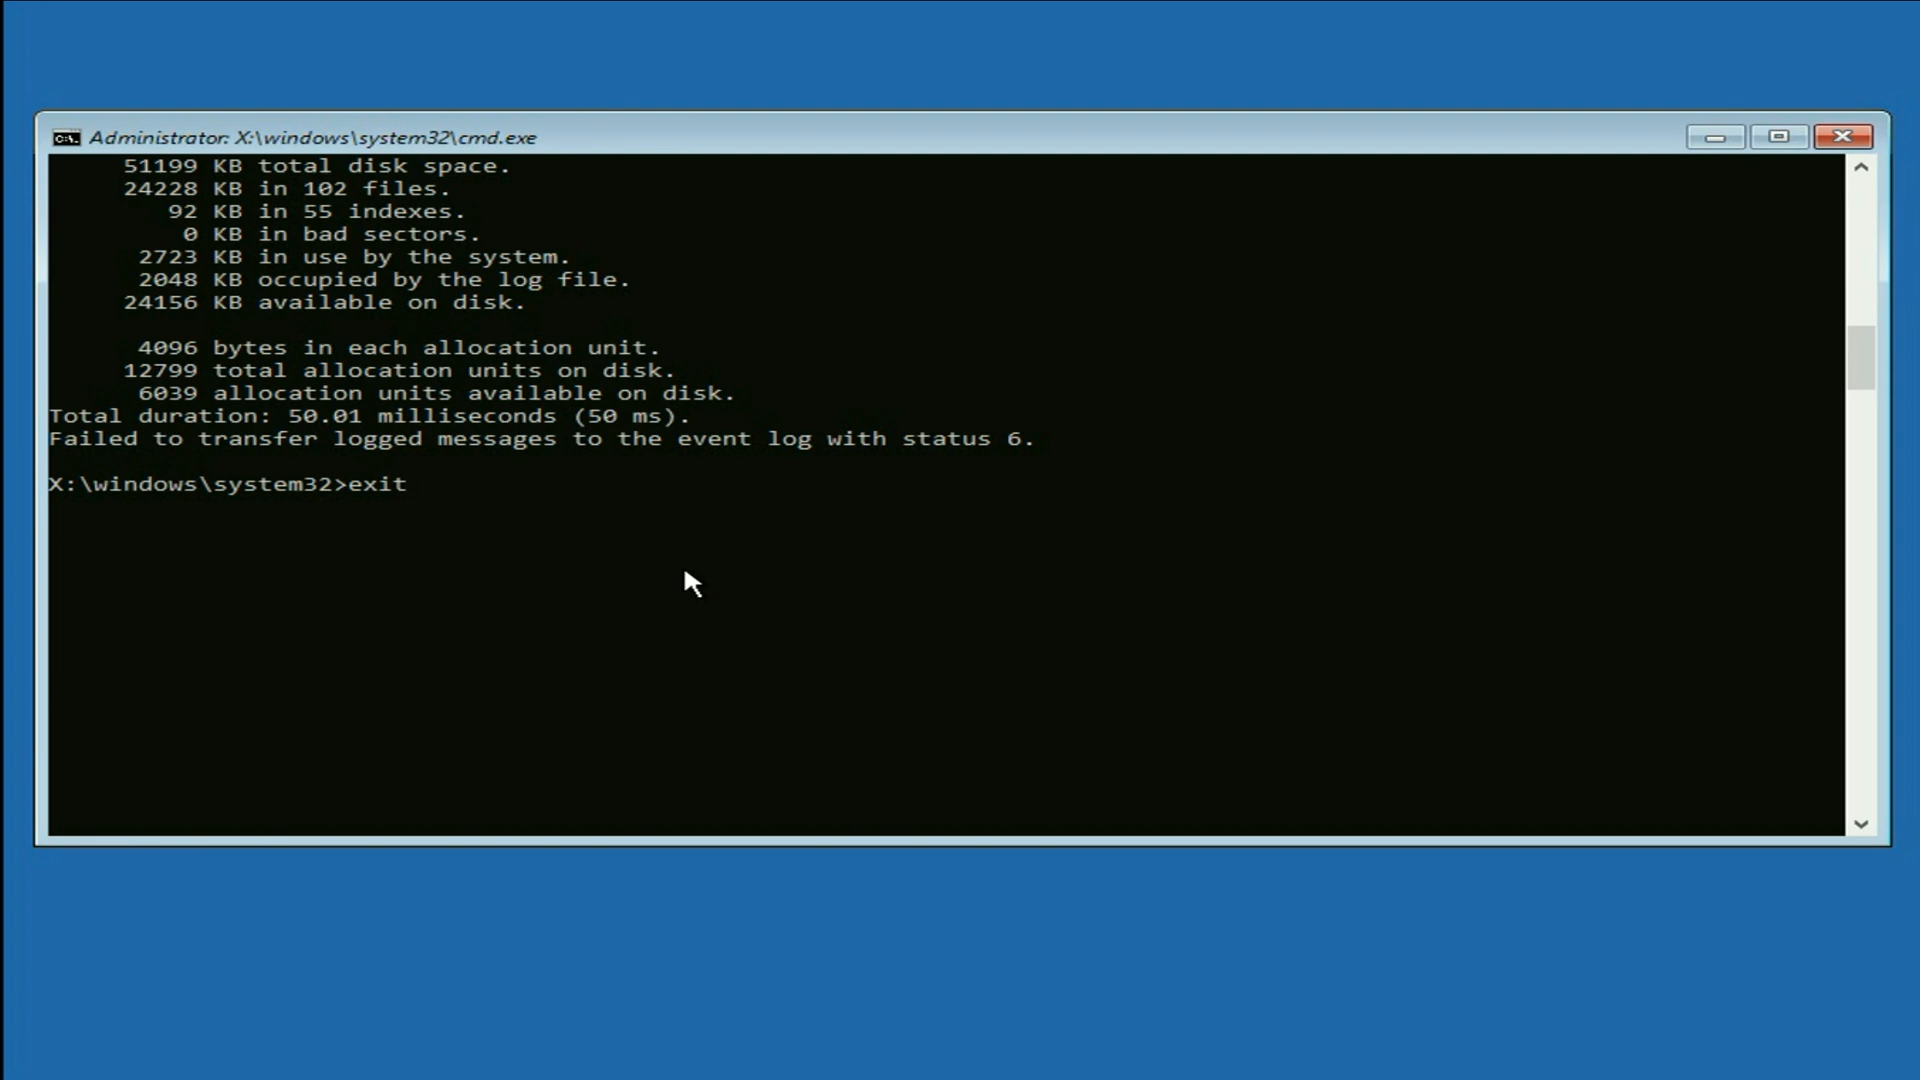 Administrator: X:\windows\system32\cmd.exe
51199 KB total disk space.
24228 KB in 102 files.
92 KB in 55 indexes.
0 KB in bad sectors.
2723 KB in use by the system.
2048 KB occupied by the log file.
24156 KB available on disk.
4096 bytes in each allocation unit.
12799 total allocation units on disk.
6039 allocation units available on disk.
Total duration: 50.01 milliseconds (50 ms).
Failed to transfer logged messages to the event log with status 6.
X:\windows\system32>exit